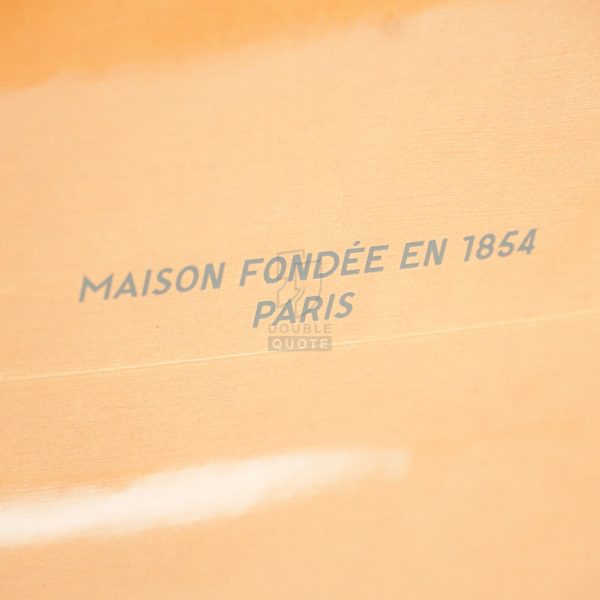 MAISON FONDÉE EN 1854
PARIS
DOUBLE
QUOTE